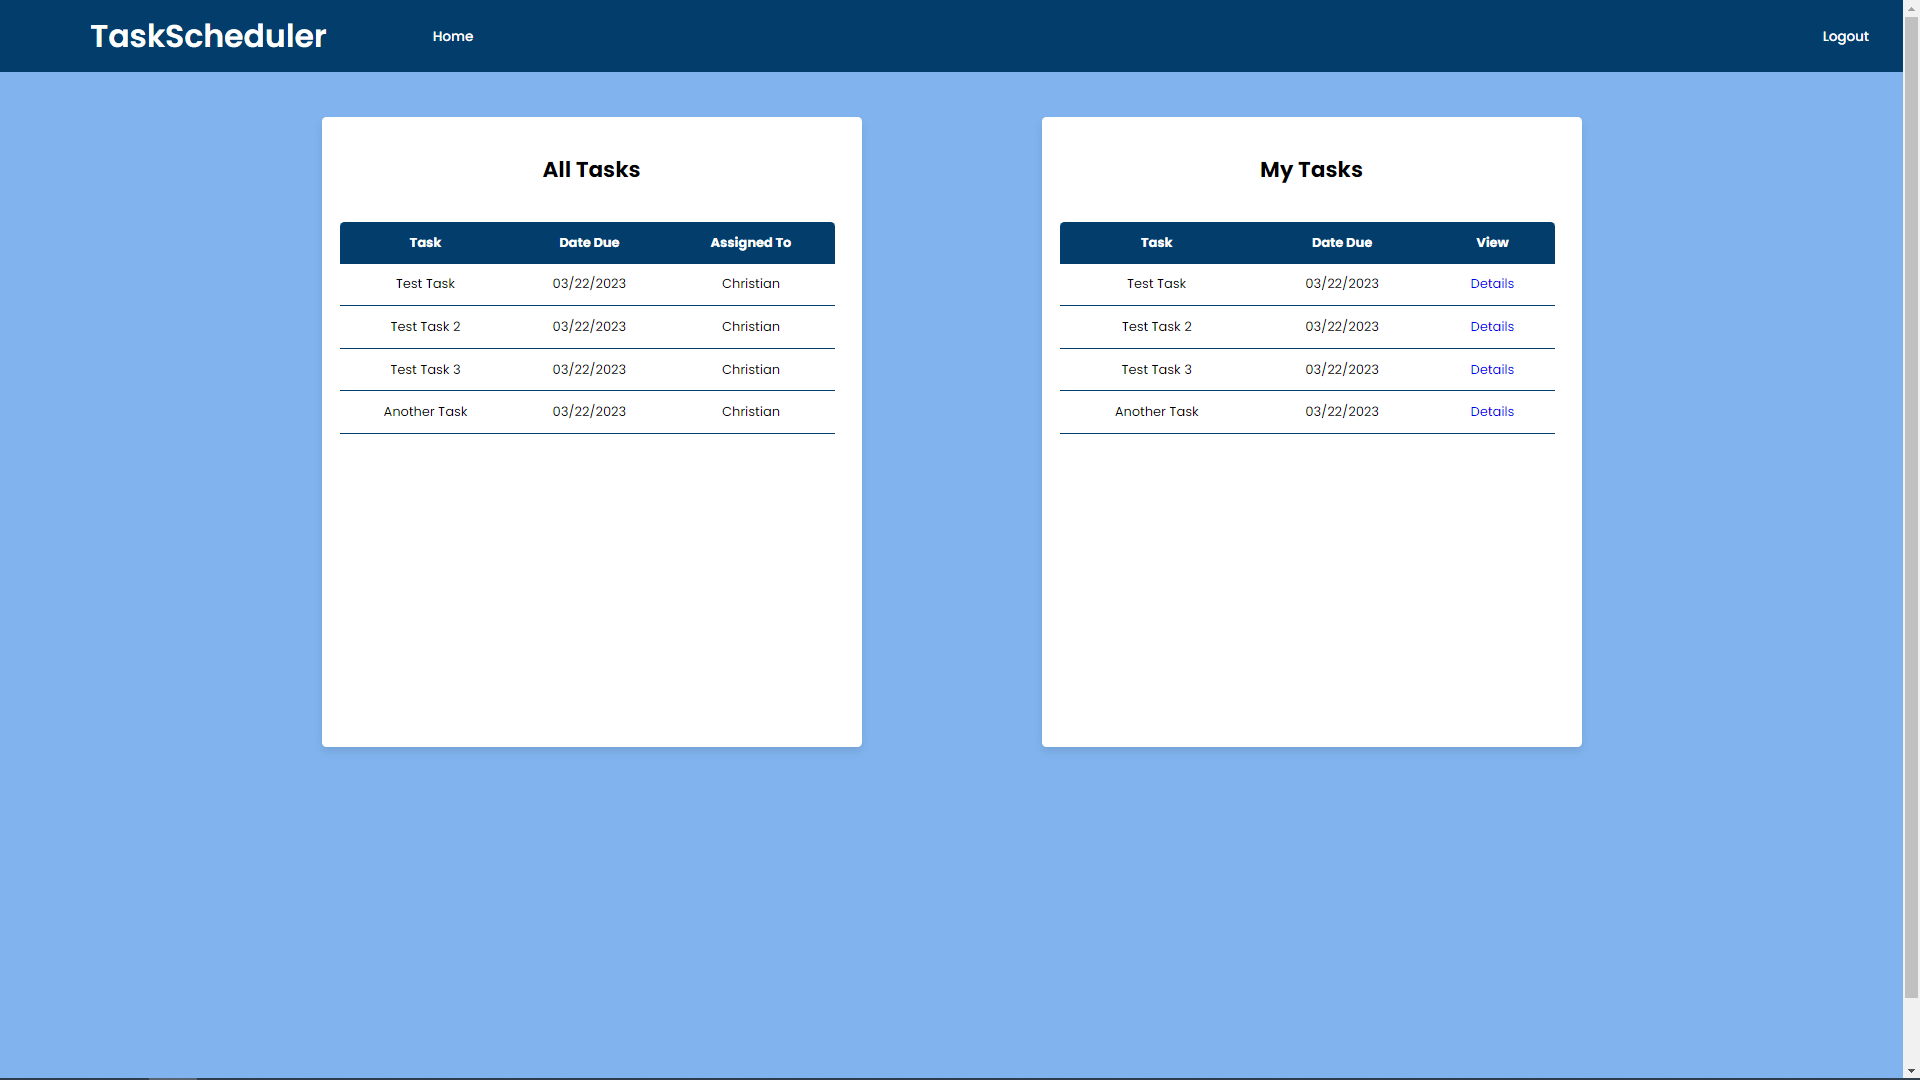 TaskScheduler Home Logout
All Tasks
Task Date Due Assigned To
Test Task 03/22/2023 Christian
Test Task 2 03/22/2023 Christian
Test Task 3 03/22/2023 Christian
Another Task 03/22/2023 Christian
My Tasks
Task Date Due View
Test Task 03/22/2023 Details
Test Task 2 03/22/2023 Details
Test Task 3 03/22/2023 Details
Another Task 03/22/2023 Details